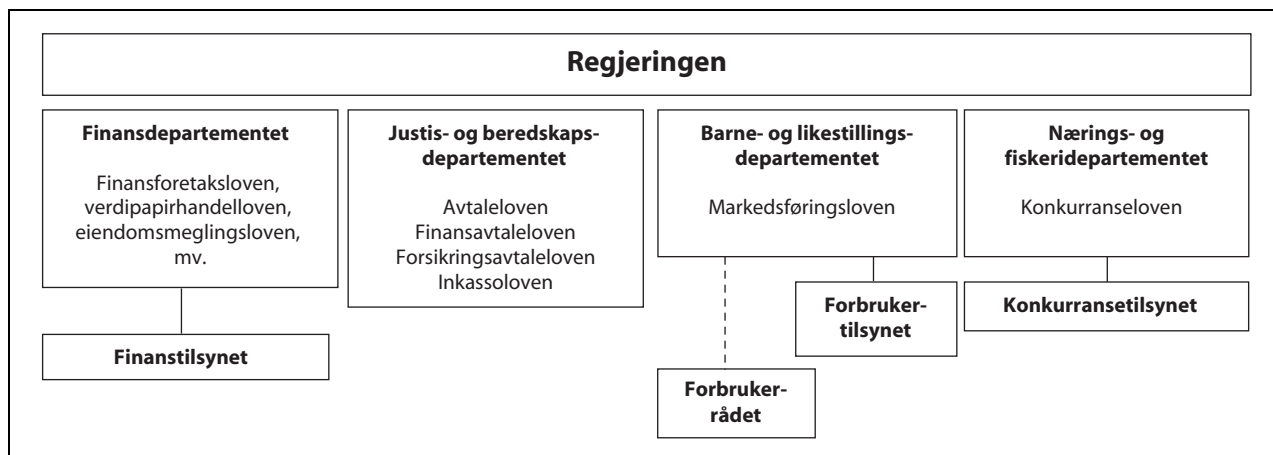 Regjeringen
Finansdepartementet
Finansforetaksloven,
verdipapirhandelloven,
eiendomsmeglingsloven,
mv.
Finanstilsynet
Justis- og beredskaps-
departementet
Avtaleloven
Finansavtaleloven
Forsikringsavtaleloven
Inkassoloven
Barne- og likestillings-
departementet
Markedsføringsloven
Forbruker-
tilsynet
Forbruker-
rådet
Nærings- og
fiskeridepartementet
Konkurranseloven
Konkurransetilsynet